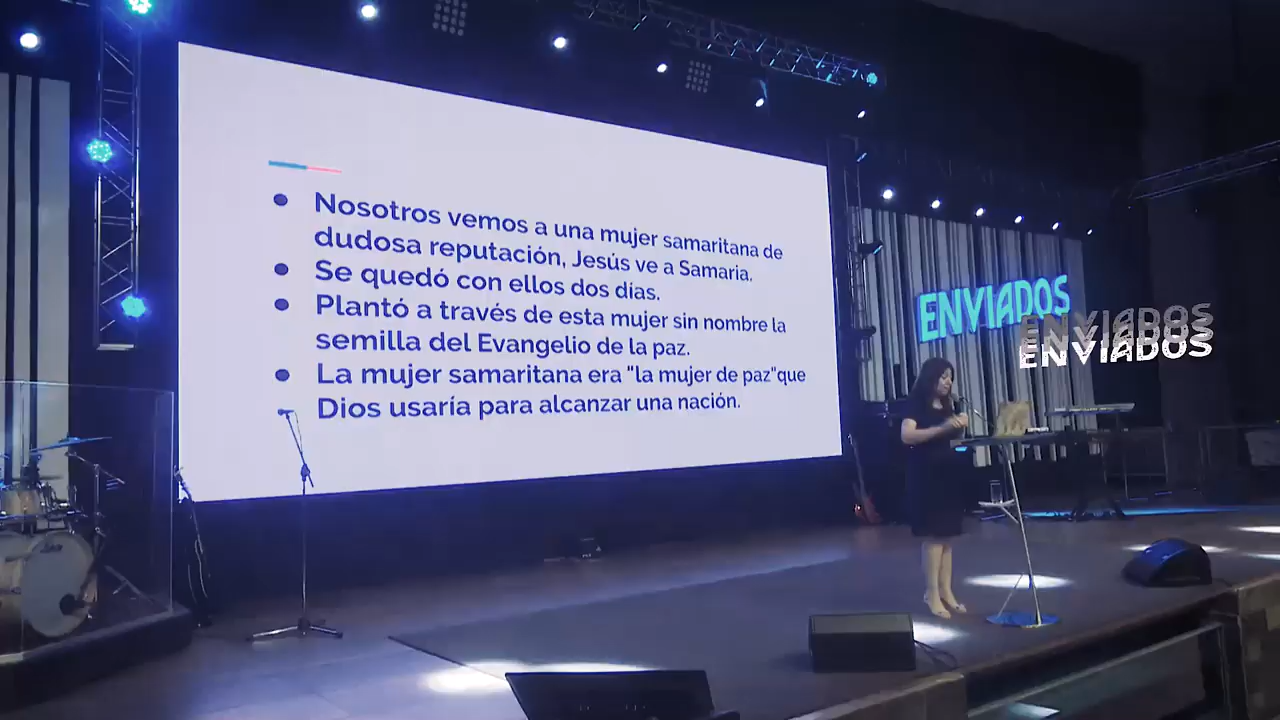 ● Nosotros vemos a una mujer samaritana de
dudosa reputación, Jesús ve a Samaria.
● Se quedó con ellos dos días.
● Plantó a través de esta mujer sin nombre la
semilla del Evangelio de la paz.
● La mujer samaritana era "la mujer de paz"que
Dios usaría para alcanzar una nación.
ENVIADOS
ENVIADOS
ENVIADOS
ENVIADOS